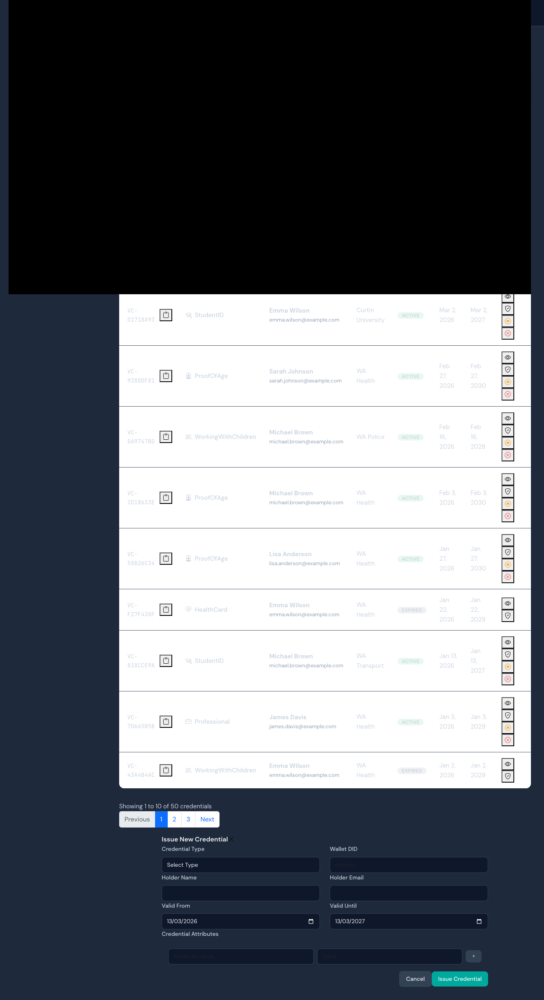 VC-
D1718A93
StudentID
Emma Wilson
emma.wilson@example.com
Curtin
University
ACTIVE
Mar 2,
2026
Mar 2,
2027
VC-
9280DF81
ProofOfAge
Sarah Johnson
sarah.johnson@example.com
WA
Health
ACTIVE
Feb
27,
2026
Feb
27,
2030
VC-
0A9747BD
WorkingWithChildren
Michael Brown
michael.brown@example.com
WA Police
ACTIVE
Feb
16,
2026
Feb
16,
2028
VC-
2D18633E
ProofOfAge
Michael Brown
michael.brown@example.com
WA
Health
ACTIVE
Feb 3,
2026
Feb 3,
2030
VC-
58B26C34
ProofOfAge
Lisa Anderson
lisa.anderson@example.com
WA
Health
ACTIVE
Jan
27,
2026
Jan
27,
2030
VC-
F27F438F
HealthCard
Emma Wilson
emma.wilson@example.com
WA
Health
EXPIRED
Jan
22,
2026
Jan
22,
2029
VC-
818CCE9A
StudentID
Michael Brown
michael.brown@example.com
WA
Transport
ACTIVE
Jan 13,
2026
Jan
13,
2027
VC-
7D665B5B
Professional
James Davis
james.davis@example.com
WA
Health
ACTIVE
Jan 3,
2026
Jan 3,
2029
VC-
43A4B4AC
WorkingWithChildren
Emma Wilson
emma.wilson@example.com
WA
Health
EXPIRED
Jan 2,
2026
Jan 2,
2029
Showing 1 to 10 of 50 credentials
Previous 1 2 3 Next
Issue New Credential
Credential Type
Wallet DID
Select Type
did:ion:...
Holder Name
Holder Email
Valid From
Valid Until
13/03/2026
13/03/2027
Credential Attributes
Attribute name
Value
+
Cancel
Issue Credential